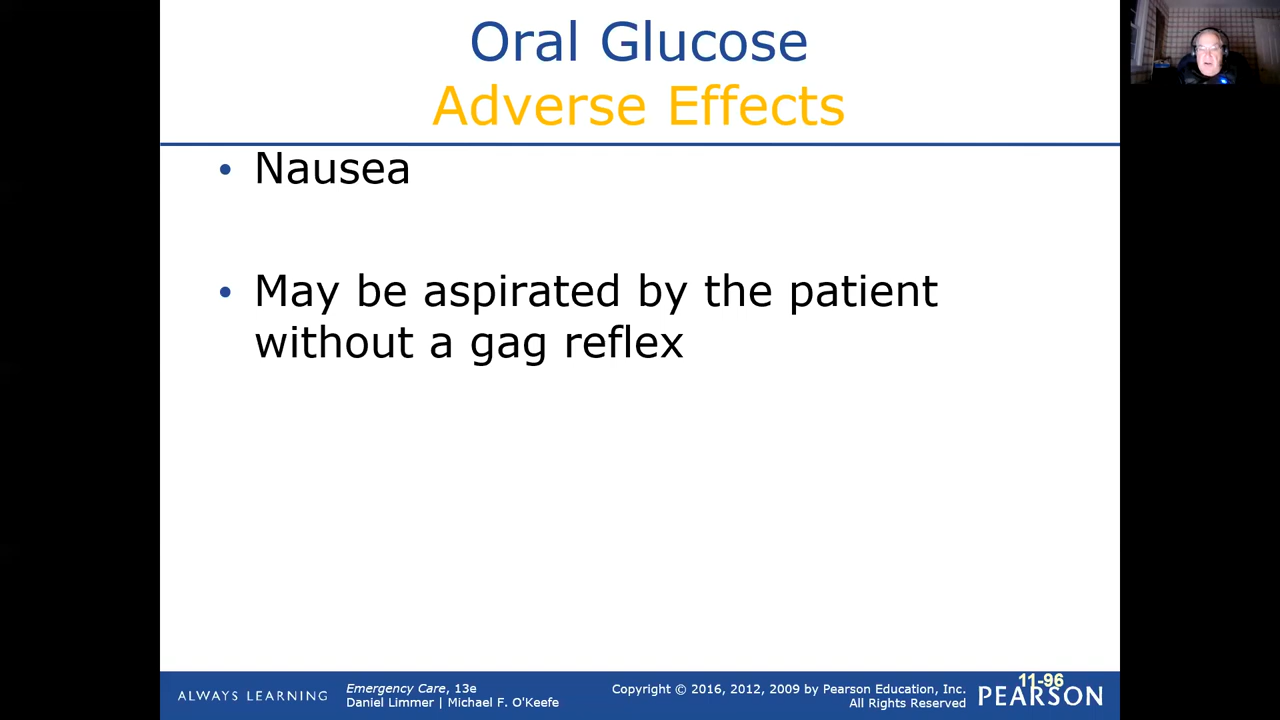 Oral Glucose
Adverse Effects
• Nausea
• May be aspirated by the patient
without a gag reflex
ALWAYS LEARNING
Emergency Care, 13e
Daniel Limmer | Michael F. O'Keefe
Copyright © 2016, 2012, 2009 by Pearson Education, Inc.
All Rights Reserved
11-96
PEARSON